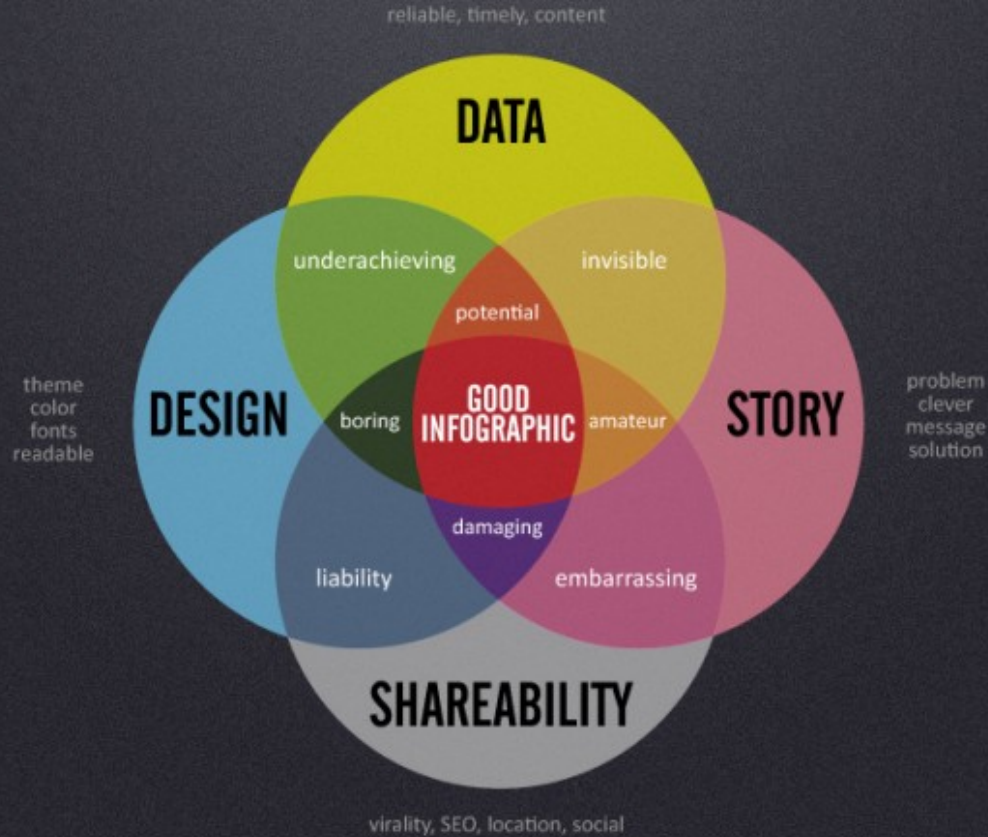 reliable, timely, content
DATA
underachieving
invisible
potential
theme
color
fonts
readable
DESIGN
boring
GOOD
INFOGRAPHIC
amateur
STORY
problem
clever
message
solution
damaging
liability
embarrassing
SHAREABILITY
virality, SEO, location, social